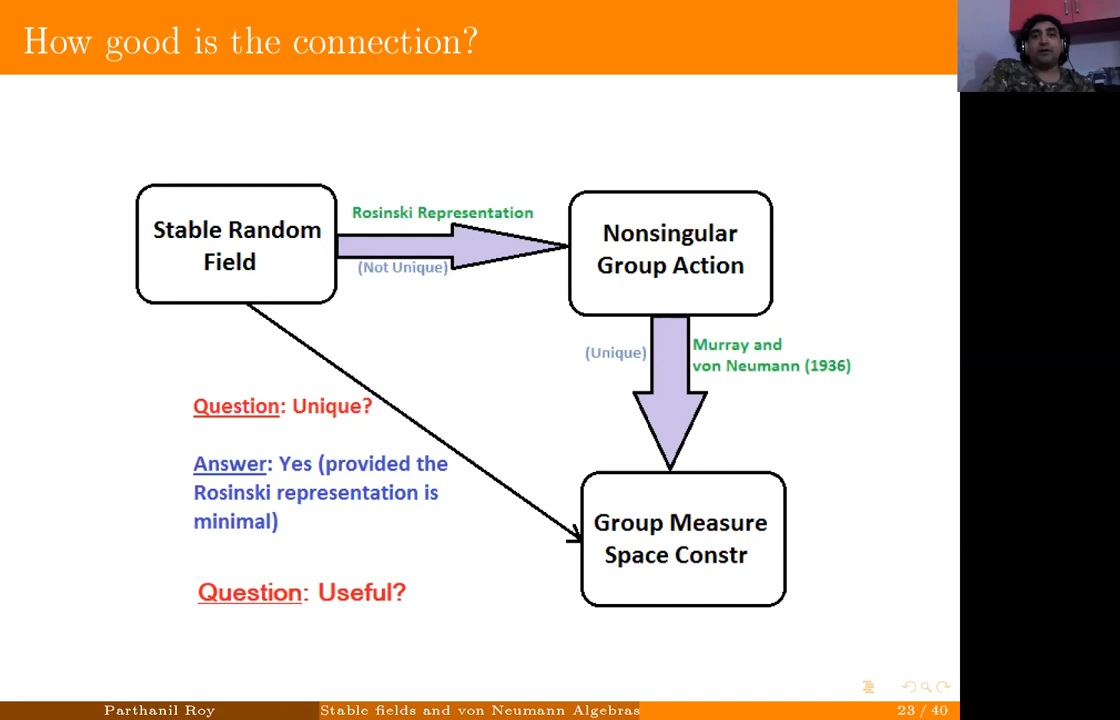 How good is the connection?
Stable Random
Field
Rosinski Representation
(Not Unique)
Nonsingular
Group Action
(Unique)
Murray and
von Neumann (1936)
Question: Unique?
Answer: Yes (provided the
Rosinski representation is
minimal)
Group Measure
Space Constr
Question: Useful?
Parthanil Roy
Stable fields and von Neumann Algebras
23 / 40